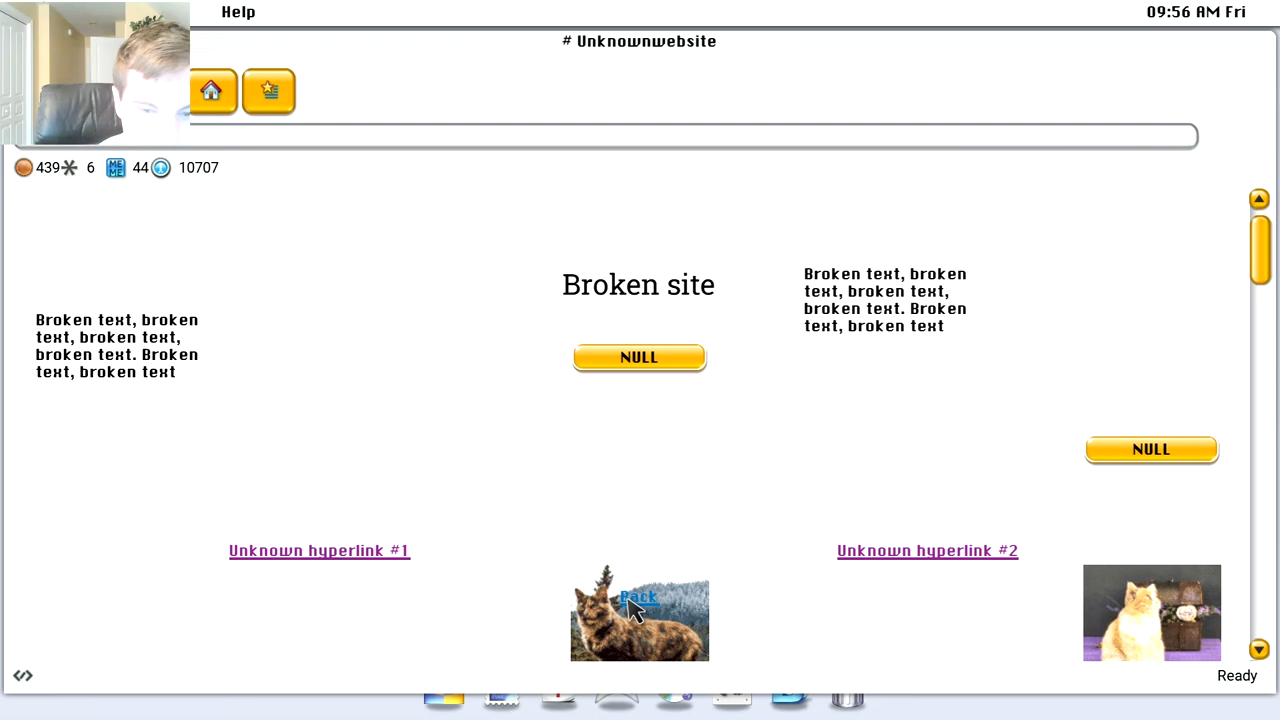 Help
09:56 AM Fri
# Unknownwebsite
439 6 ME ME 44 10707
Broken site
Broken text, broken
text, broken text,
broken text. Broken
text, broken text
Broken text, broken
text, broken text,
broken text. Broken
text, broken text
NULL
NULL
Unknown hyperlink #1
Unknown hyperlink #2
Back
Ready